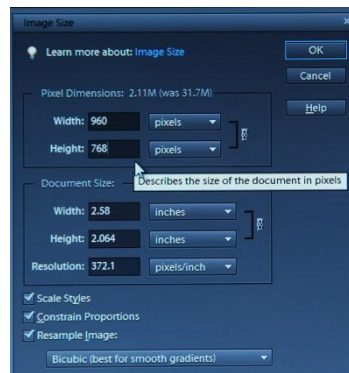 Image Size
Learn more about: Image Size
OK
Cancel
Help
Pixel Dimensions: 2.11M (was 31.7M)
Width: 960 pixels
Height: 768 pixels
Describes the size of the document in pixels
Document Size:
Width: 2.58 inches
Height: 2.064 inches
Resolution: 372.1 pixels/inch
Scale Styles
Constrain Proportions
Resample Image:
Bicubic (best for smooth gradients)